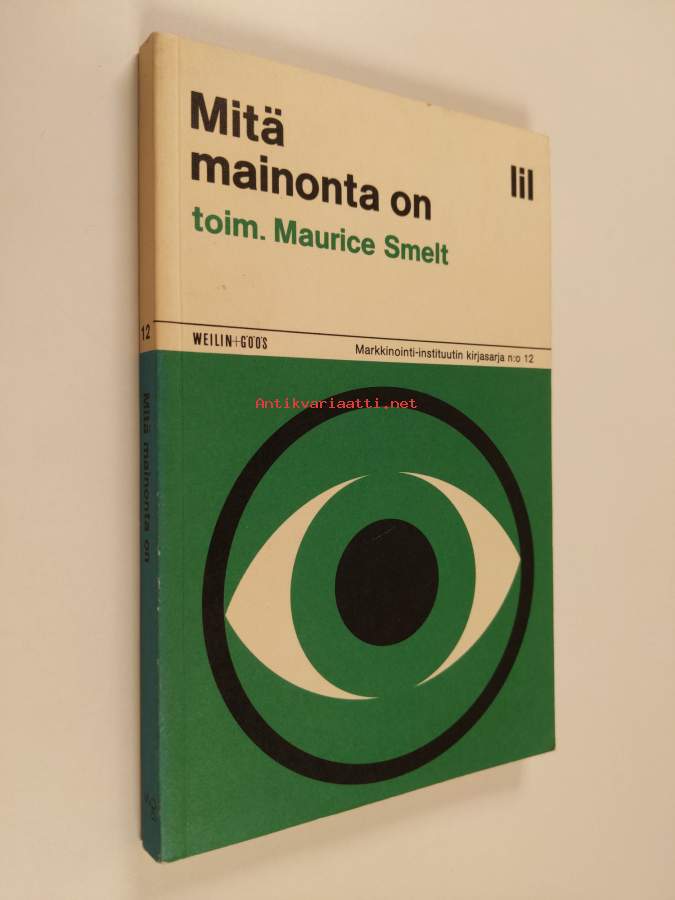 Mitä
mainonta on
toim. Maurice Smelt
lil
WEILIN+GÖÖS
Markkinointi-instituutin kirjasarja n:o 12
Antikvariaatti.net
12
Mitä mainonta on